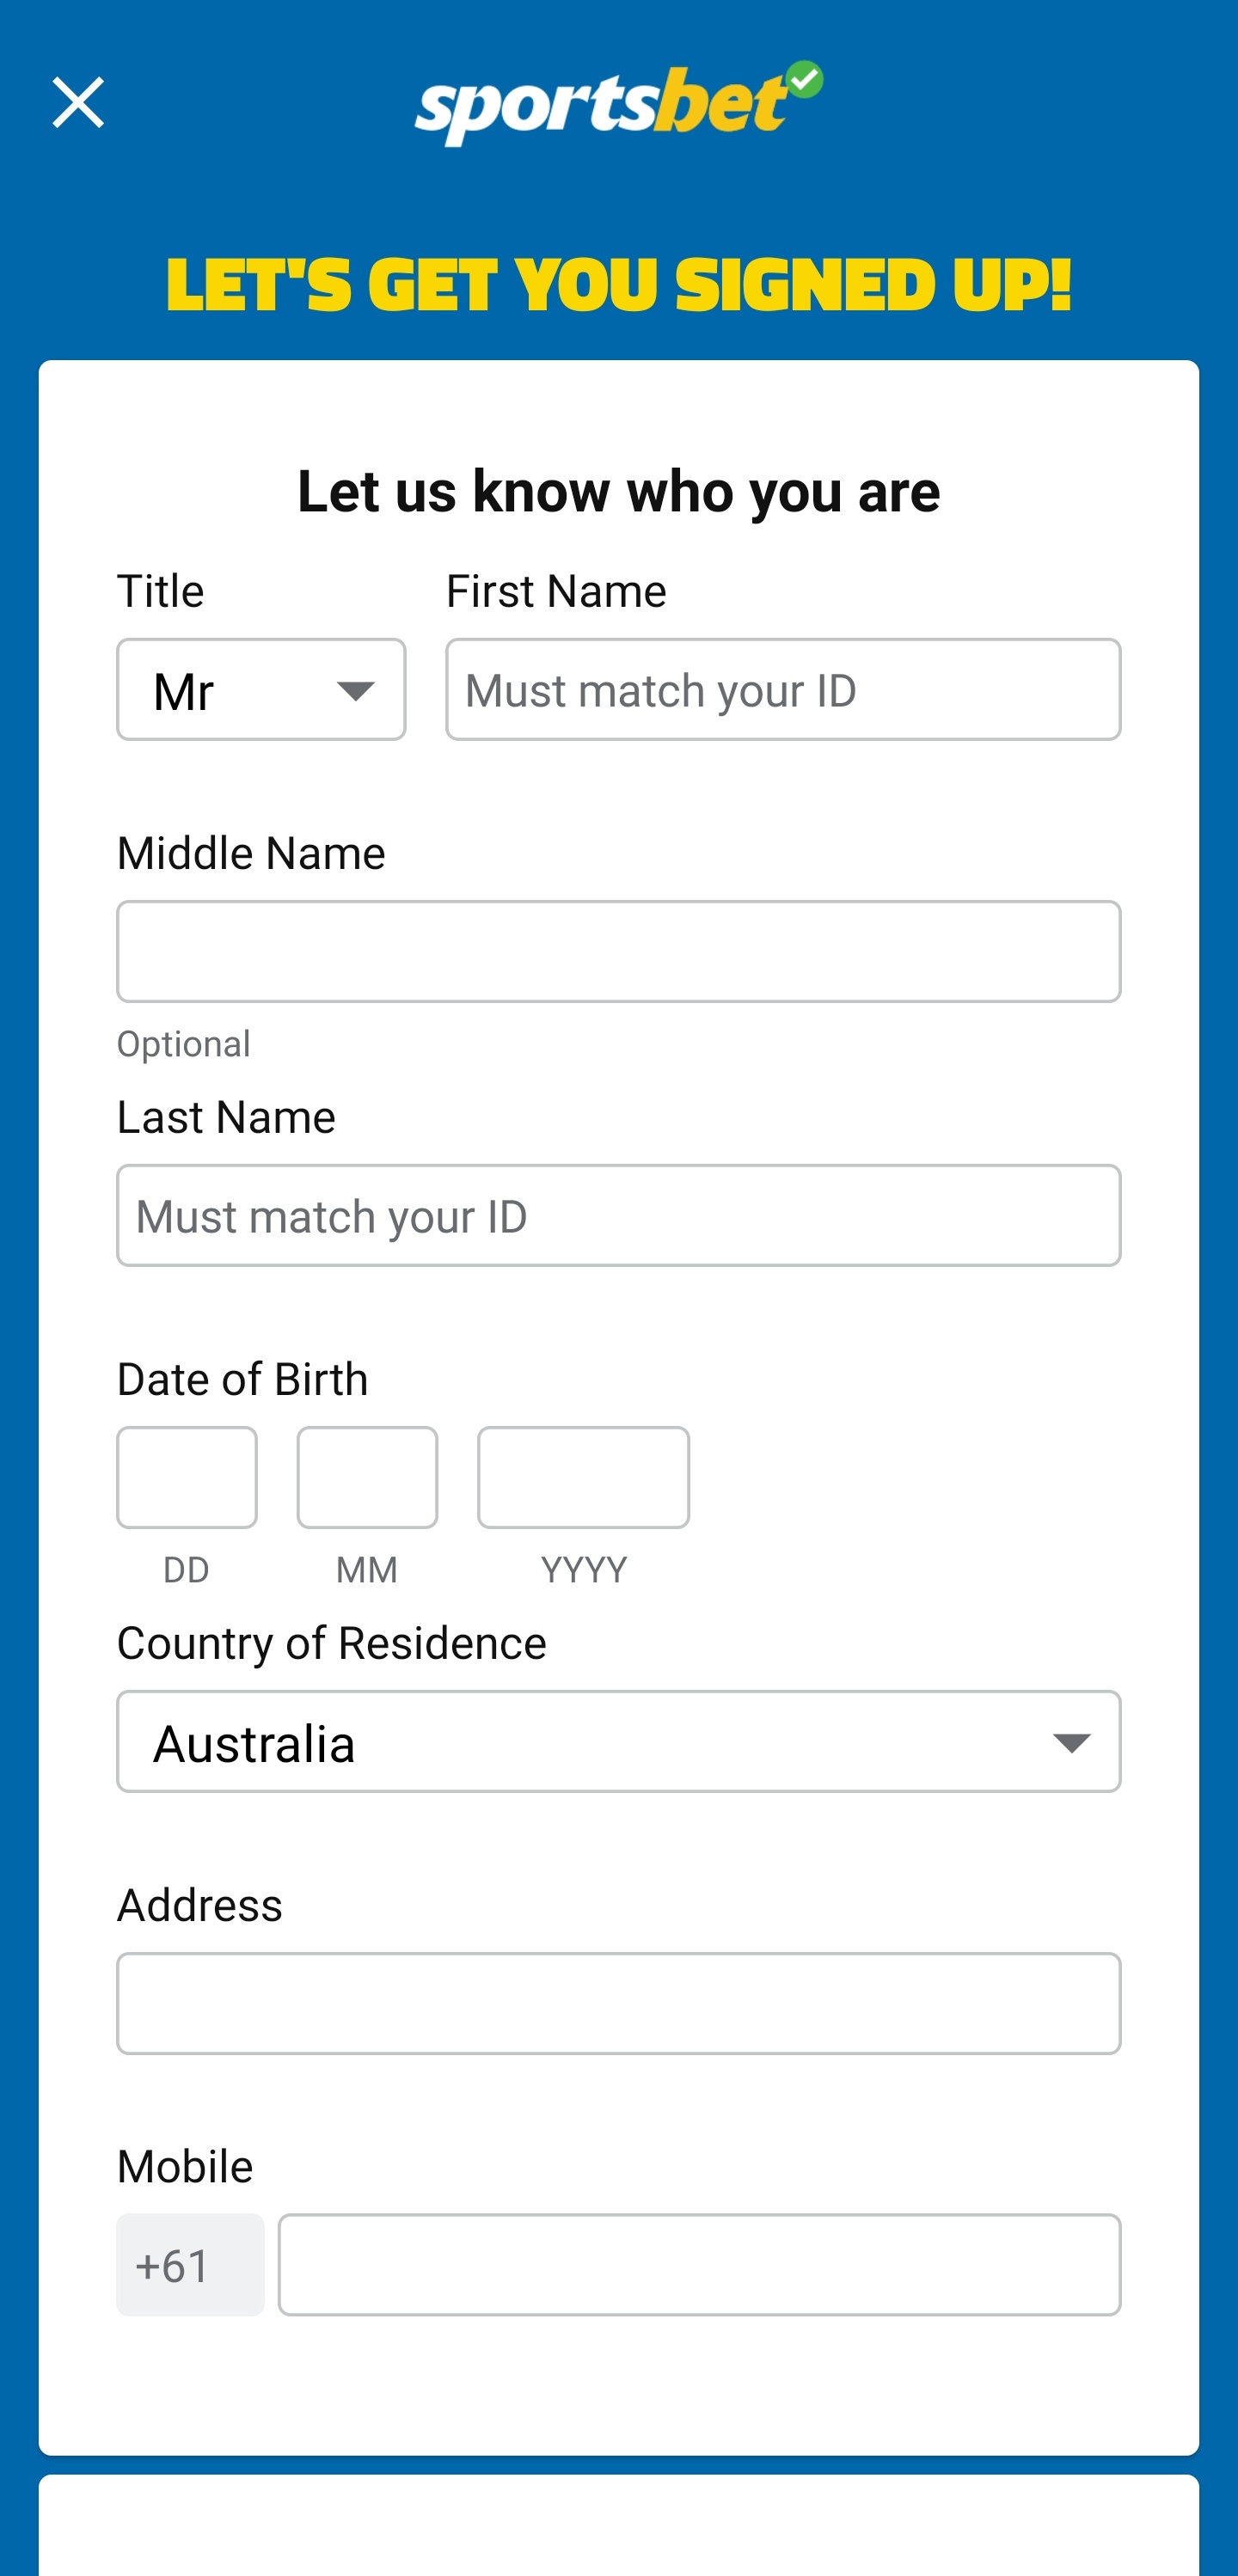 sportsbet
LET'S GET YOU SIGNED UP!
Let us know who you are
Title First Name
Mr Must match your ID
Middle Name
Optional
Last Name
Must match your ID
Date of Birth
DD MM YYYY
Country of Residence
Australia
Address
Mobile
+61